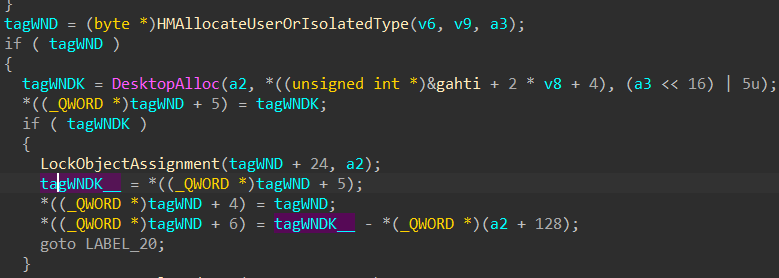 }
tagWND = (byte *)HMAllocateUserOrIsolatedType(v6, v9, a3);
if ( tagWND )
{
tagWNDK = DesktopAlloc(a2, *((unsigned int *)&gahti + 2 * v8 + 4), (a3 << 16) | 5u);
*((_QWORD *)tagWND + 5) = tagWNDK;
if ( tagWNDK )
{
LockObjectAssignment(tagWND + 24, a2);
tagWNDK__ = *((_QWORD *)tagWND + 5);
*((_QWORD *)tagWND + 4) = tagWND;
*((_QWORD *)tagWND + 6) = tagWNDK__ - *(_QWORD *)(a2 + 128);
goto LABEL_20;
}